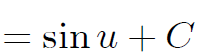 = sin u + C